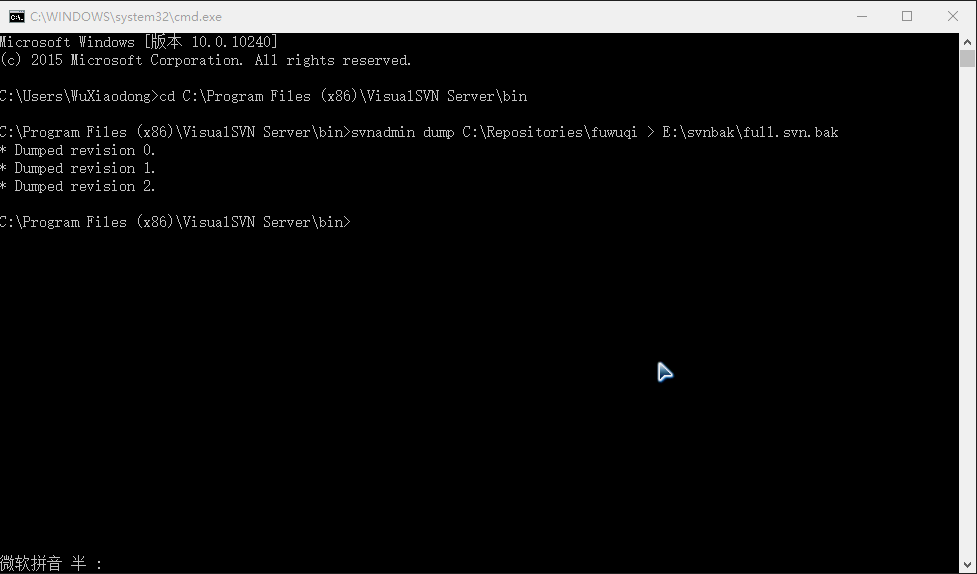 C:\WINDOWS\system32\cmd.exe
Microsoft Windows [版本 10.0.10240]
(c) 2015 Microsoft Corporation. All rights reserved.
C:\Users\WuXiaodong>cd C:\Program Files (x86)\VisualSVN Server\bin
C:\Program Files (x86)\VisualSVN Server\bin>svnadmin dump C:\Repositories\fuwuqi > E:\svnbak\full.svn.bak
* Dumped revision 0.
* Dumped revision 1.
* Dumped revision 2.
C:\Program Files (x86)\VisualSVN Server\bin>
微软拼音 半 :